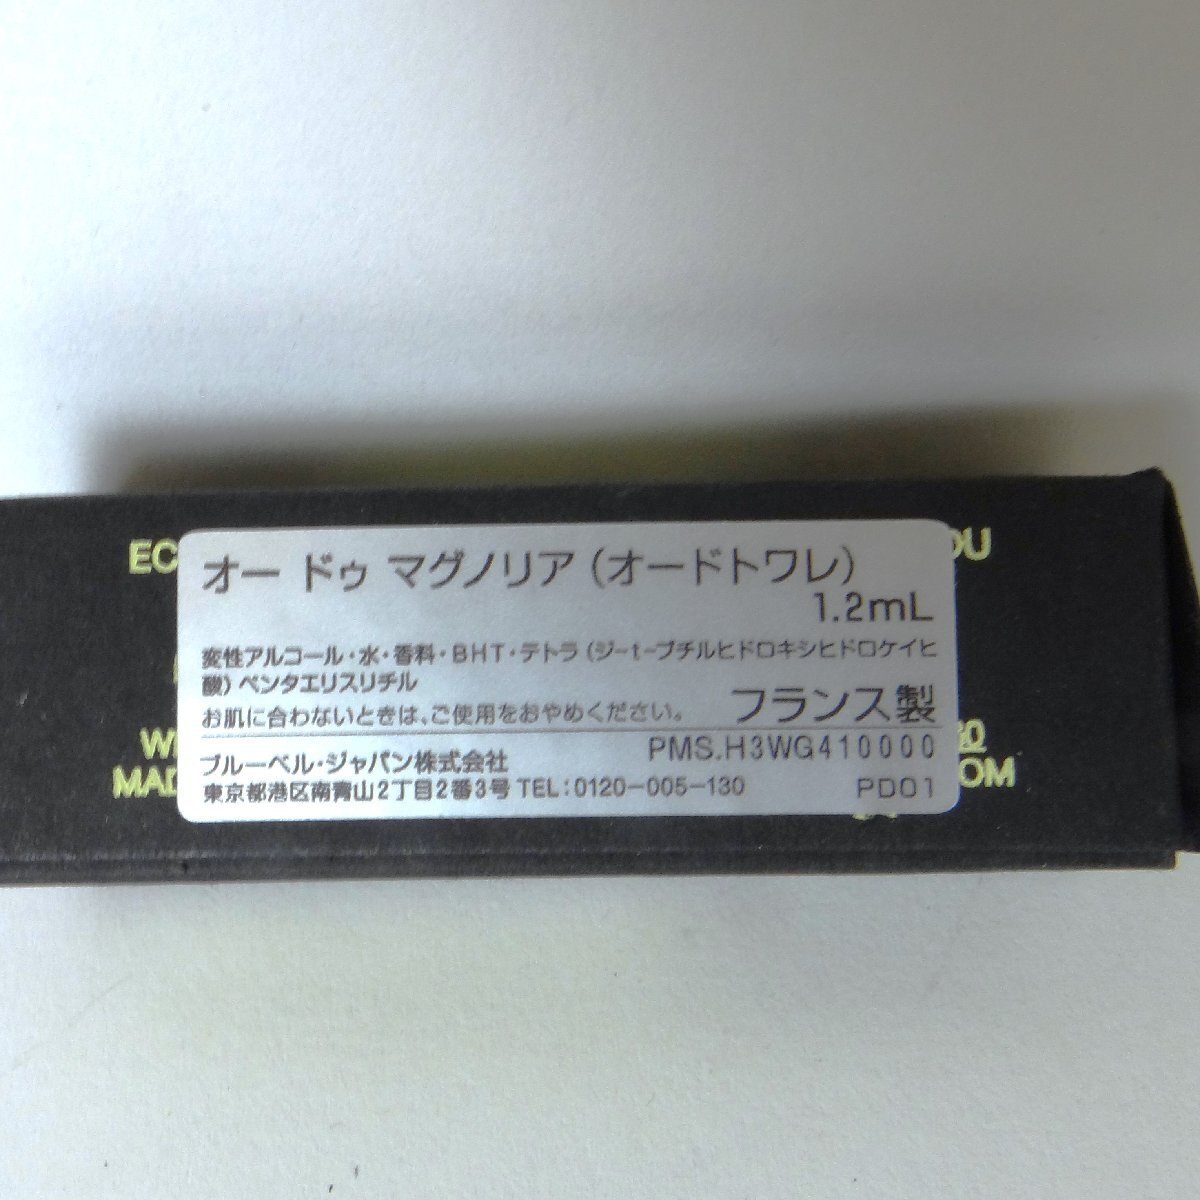 オー ドゥ マグノリア (オードトワレ)
1.2mL
変性アルコール・水・香料・BHT・テトラ (ジ-t-ブチルヒドロキシヒドロケイヒ
酸) ペンタエリスリチル
お肌に合わないときは、ご使用をおやめください。 フランス製
PMS.H3WG410000
ブルーベル・ジャパン株式会社
東京都港区南青山2丁目2番3号 TEL:0120-005-130 PD01